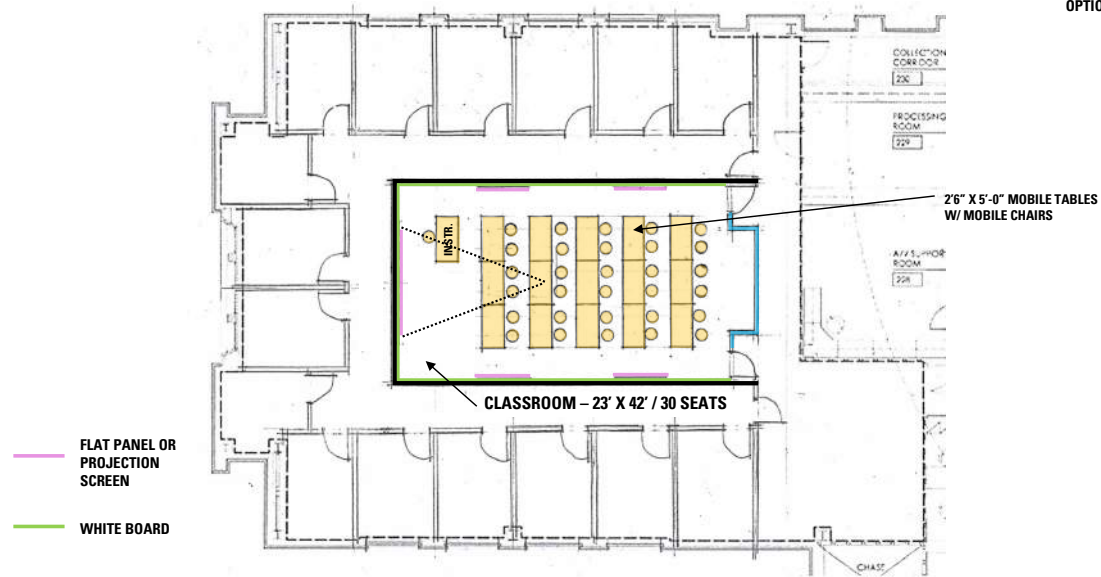 OPTIO
COLLECTION
CORRIDOR
230
PROCESSING
ROOM
229
2'6" X 5'-0" MOBILE TABLES
W/ MOBILE CHAIRS
INSTR.
A/V SUPPOR
ROOM
228
CLASSROOM – 23' X 42' / 30 SEATS
FLAT PANEL OR
PROJECTION
SCREEN
WHITE BOARD
CHASE